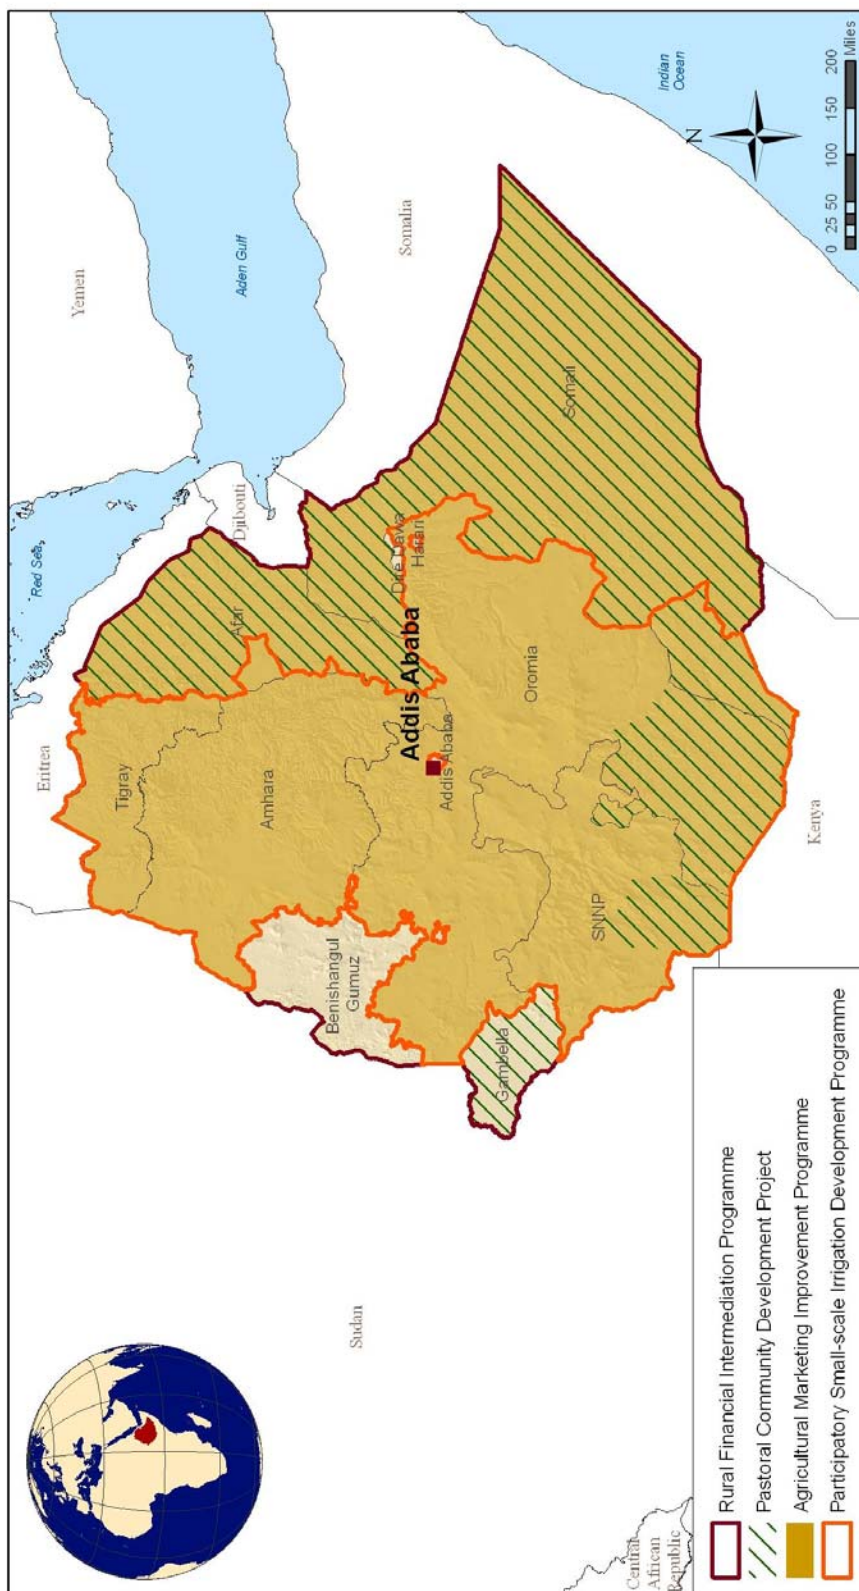 Yemen
Aden Gulf
Red Sea
Eritrea
Djibouti
Somalia
Tigray
Afar
Amhara
Benishangul
Gumuz
Dire Dawa
Harari
Addis Ababa
Addis Ababa
Oromia
Somali
Gambella
SNNP
Sudan
Kenya
Indian
Ocean
Central
African
Republic
N
0 25 50 100 150 200
Miles
Rural Financial Intermediation Programme
Pastoral Community Development Project
Agricultural Marketing Improvement Programme
Participatory Small-scale Irrigation Development Programme